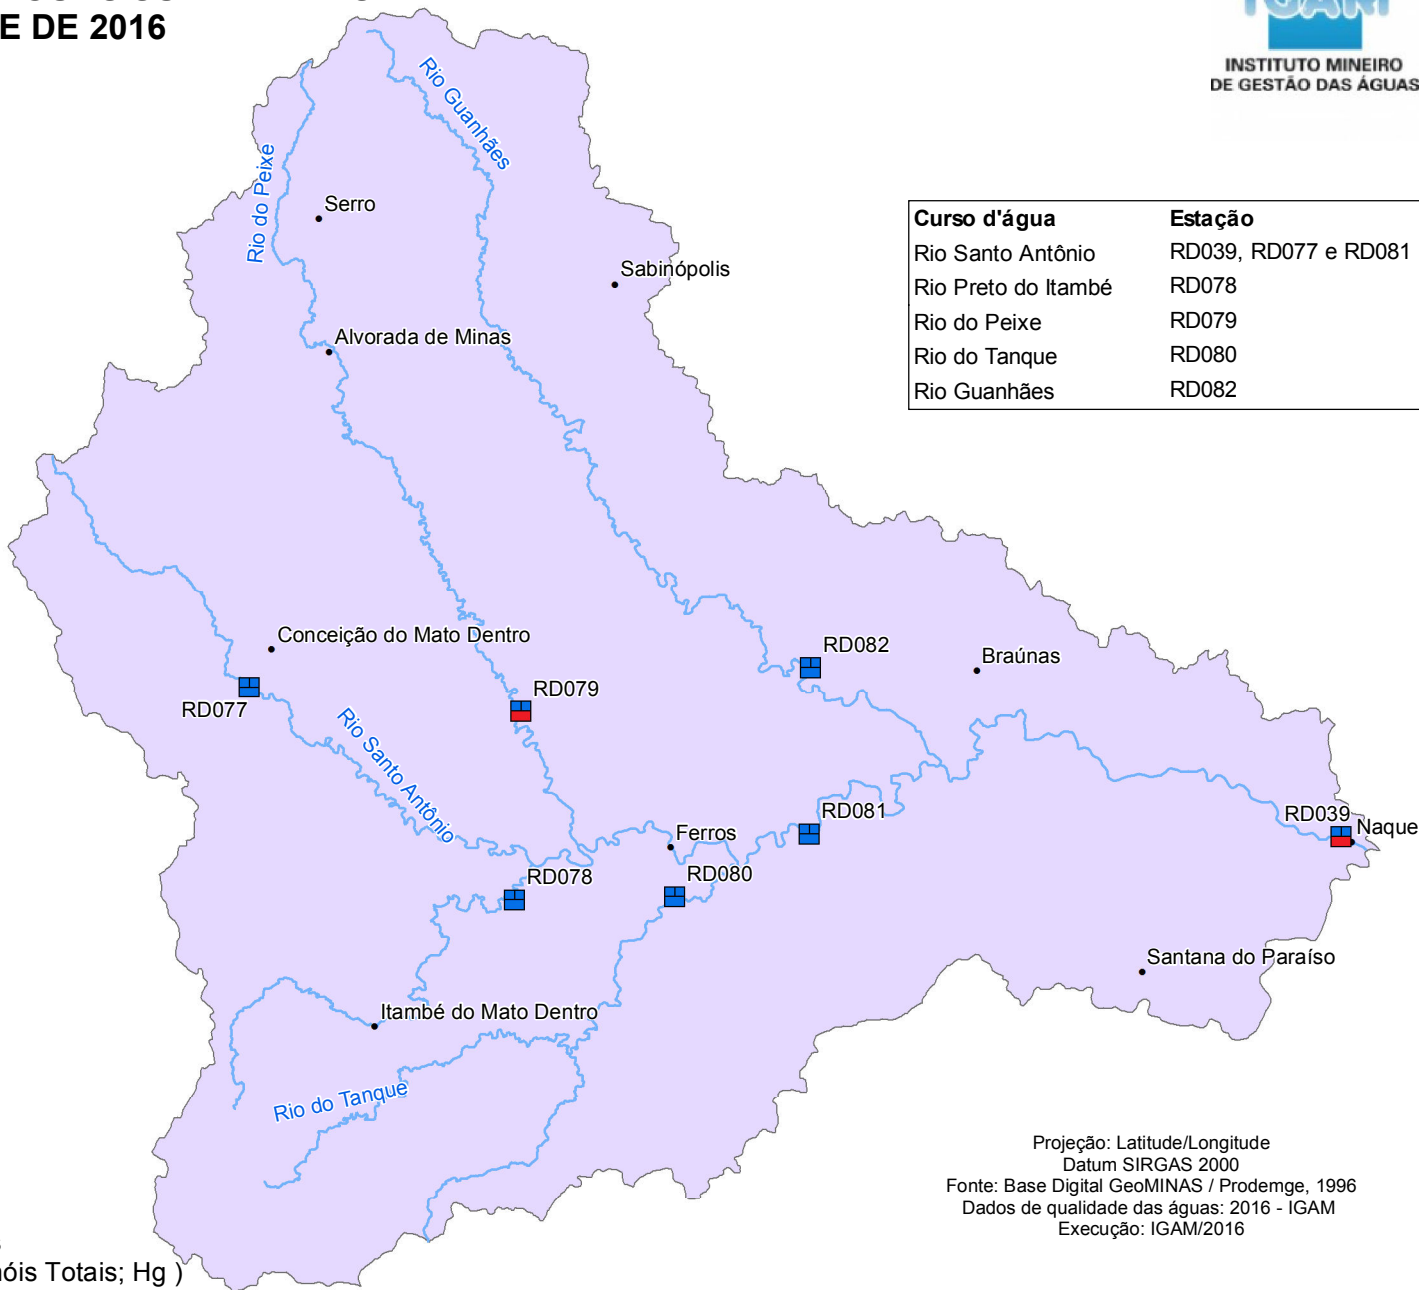 E DE 2016
INSTITUTO MINEIRO
DE GESTÃO DAS ÁGUAS
Rio Guanhães
Rio do Peixe
Serro
Sabinópolis
Alvorada de Minas
Curso d'água Estação
Rio Santo Antônio RD039, RD077 e RD081
Rio Preto do Itambé RD078
Rio do Peixe RD079
Rio do Tanque RD080
Rio Guanhães RD082
Conceição do Mato Dentro
RD082
Braúnas
RD077
RD079
Rio Santo Antônio
RD081
RD039
Naque
Ferros
RD078
RD080
Santana do Paraíso
Itambé do Mato Dentro
Rio do Tanque
Projeção: Latitude/Longitude
Datum SIRGAS 2000
Fonte: Base Digital GeoMINAS / Prodemge, 1996
Dados de qualidade das águas: 2016 - IGAM
Execução: IGAM/2016
óis Totais; Hg )